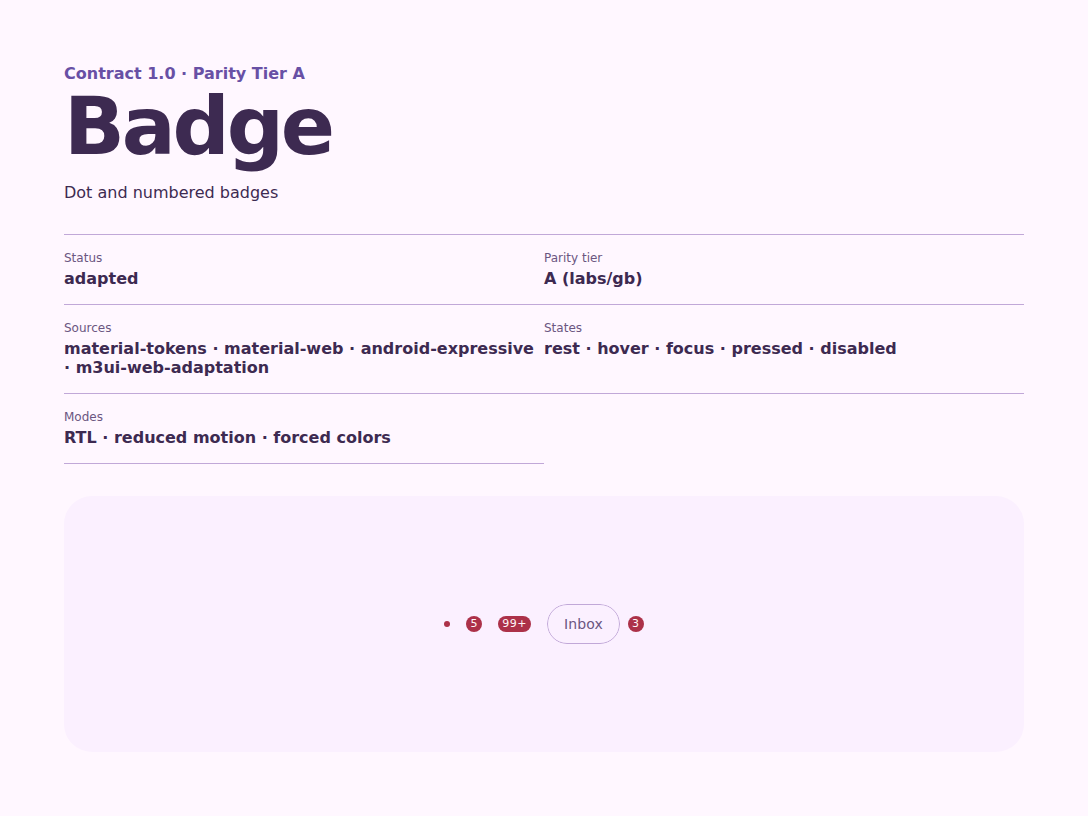 Contract 1.0 · Parity Tier A
Badge
Dot and numbered badges
Status
adapted
Parity tier
A (labs/gb)
Sources
material-tokens · material-web · android-expressive
· m3ui-web-adaptation
States
rest · hover · focus · pressed · disabled
Modes
RTL · reduced motion · forced colors
5 99+ Inbox 3